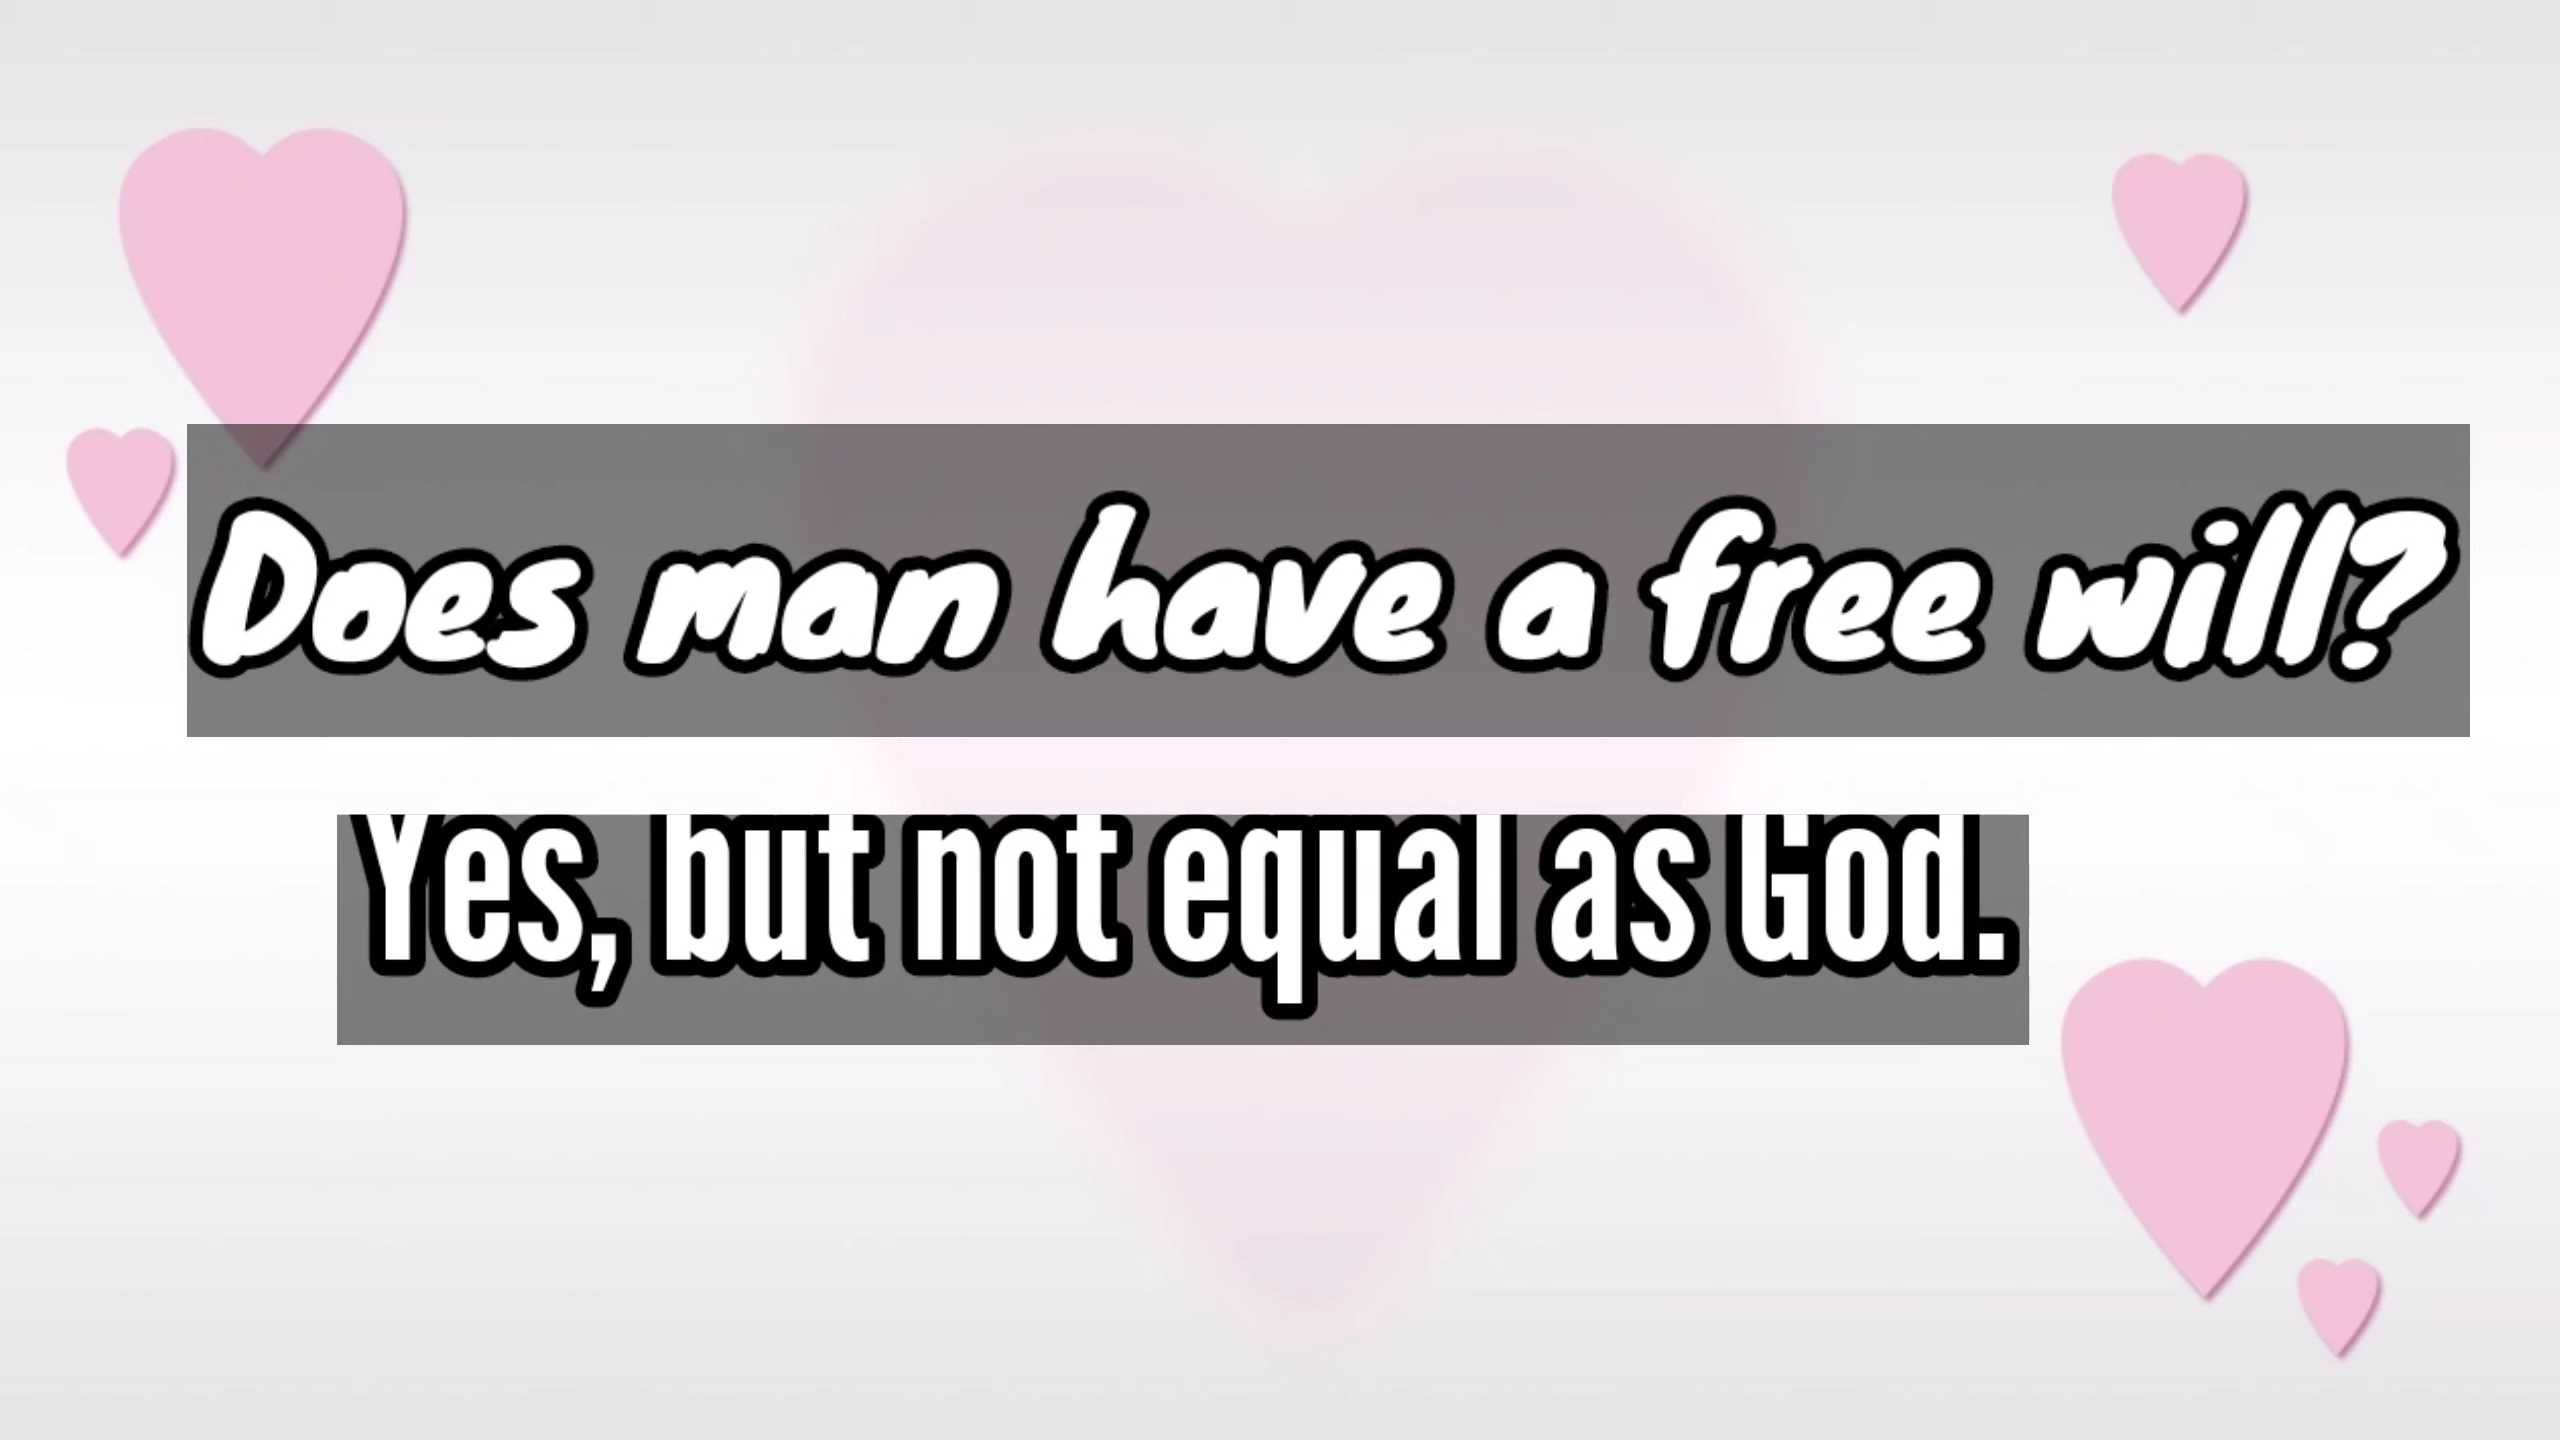 Does man have a free will?
Yes, but not equal as God.